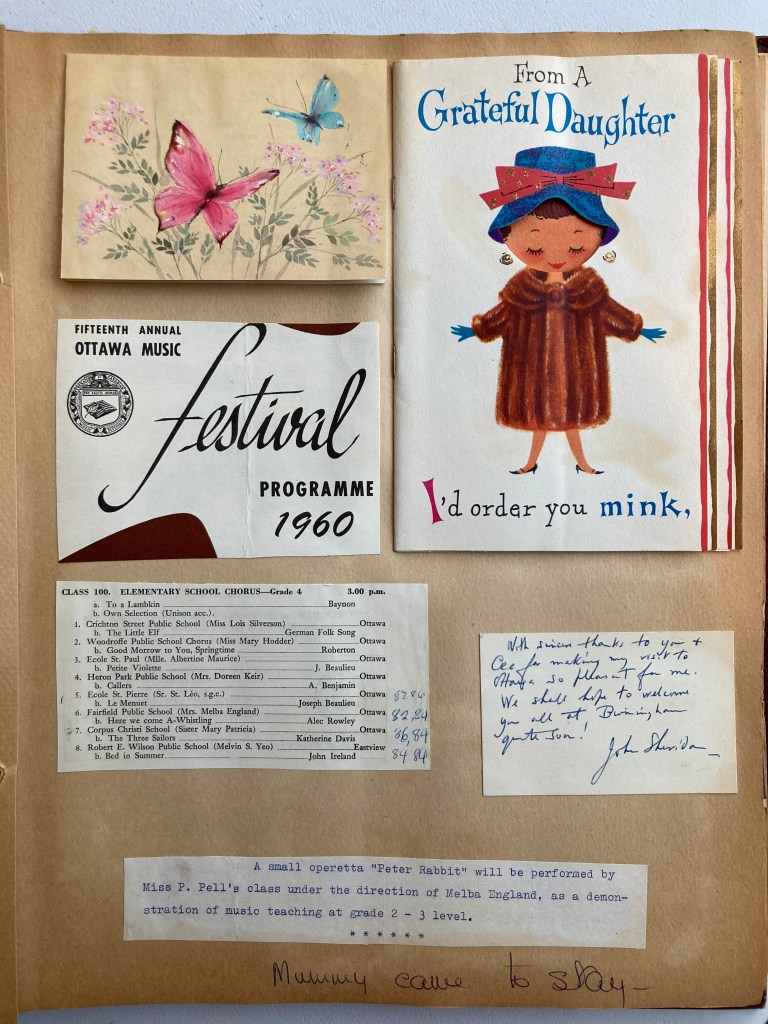 From A
Grateful Daughter
I'd order you mink,
FIFTEENTH ANNUAL
OTTAWA MUSIC
festival
PROGRAMME
1960
CLASS 100. ELEMENTARY SCHOOL CHORUS—Grade 4 3.00 p.m.
a. To a Lambkin Baynon
b. Own Selection (Unison acc.).
1. Crichton Street Public School (Miss Lois Silverson) Ottawa
b. The Little Elf German Folk Song
2. Woodroffe Public School Chorus (Miss Mary Hodder) Ottawa
b. Good Morrow to You, Springtime Roberton
3. Ecole St. Paul (Mlle. Albertine Maurice) Ottawa
b. Petite Violette J. Beaulieu
4. Heron Park Public School (Mrs. Doreen Keir) Ottawa
b. Callers A. Benjamin
5. Ecole St. Pierre (Sr. St. Léo, s.g.c.) Ottawa
b. Le Menuet Joseph Beaulieu
6. Fairfield Public School (Mrs. Melba England) Ottawa
b. Here we come A-Whistling Alec Rowley 82,84
7. Corpus Christi School (Sister Mary Patricia) Ottawa
b. The Three Sailors Katherine Davis 86,84
8. Robert E. Wilson Public School (Melvin S. Yeo) Eastview
b. Bed in Summer John Ireland 84 84
With sincere thanks to you +
Cec for making my visit to
Ottawa so pleasant for me.
We shall hope to welcome
you all at Birmingham
quite soon!
John Sheridan
A small operetta "Peter Rabbit" will be performed by
Miss P. Pell's class under the direction of Melba England, as a demon-
stration of music teaching at grade 2 - 3 level.
* * * * * *
Mummy came to stay—